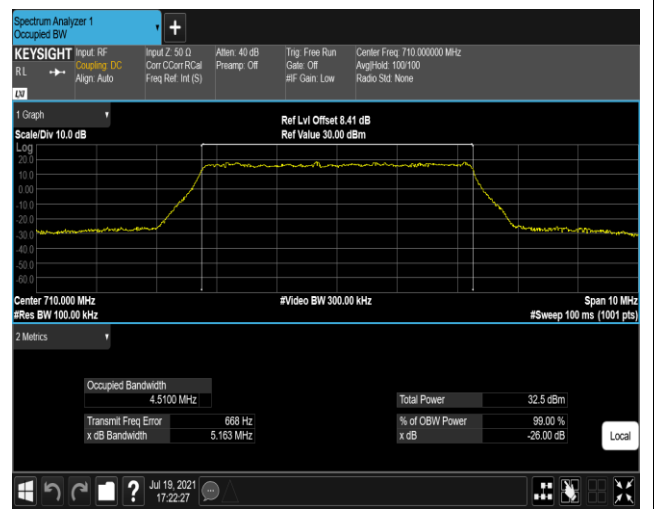 Spectrum Analyzer 1
Occupied BW
+
KEYSIGHT Input: RF Input Z: 50 Ω Atten: 40 dB Trig: Free Run Center Freq: 710.000000 MHz
RL Coupling: DC Corr CCorr RCal Preamp: Off Gate: Off Avg|Hold: 100/100
Align: Auto Freq Ref: Int (S) #IF Gain: Low Radio Std: None
LXI
1 Graph
Ref Lvl Offset 8.41 dB
Scale/Div 10.0 dB Ref Value 30.00 dBm
Log
20.0
10.0
0.00
-10.0
-20.0
-30.0
-40.0
-50.0
-60.0
Center 710.000 MHz #Video BW 300.00 kHz Span 10 MHz
#Res BW 100.00 kHz #Sweep 100 ms (1001 pts)
2 Metrics
Occupied Bandwidth
4.5100 MHz Total Power 32.5 dBm
Transmit Freq Error 668 Hz % of OBW Power 99.00 %
x dB Bandwidth 5.163 MHz x dB -26.00 dB
Local
? Jul 19, 2021
17:22:27